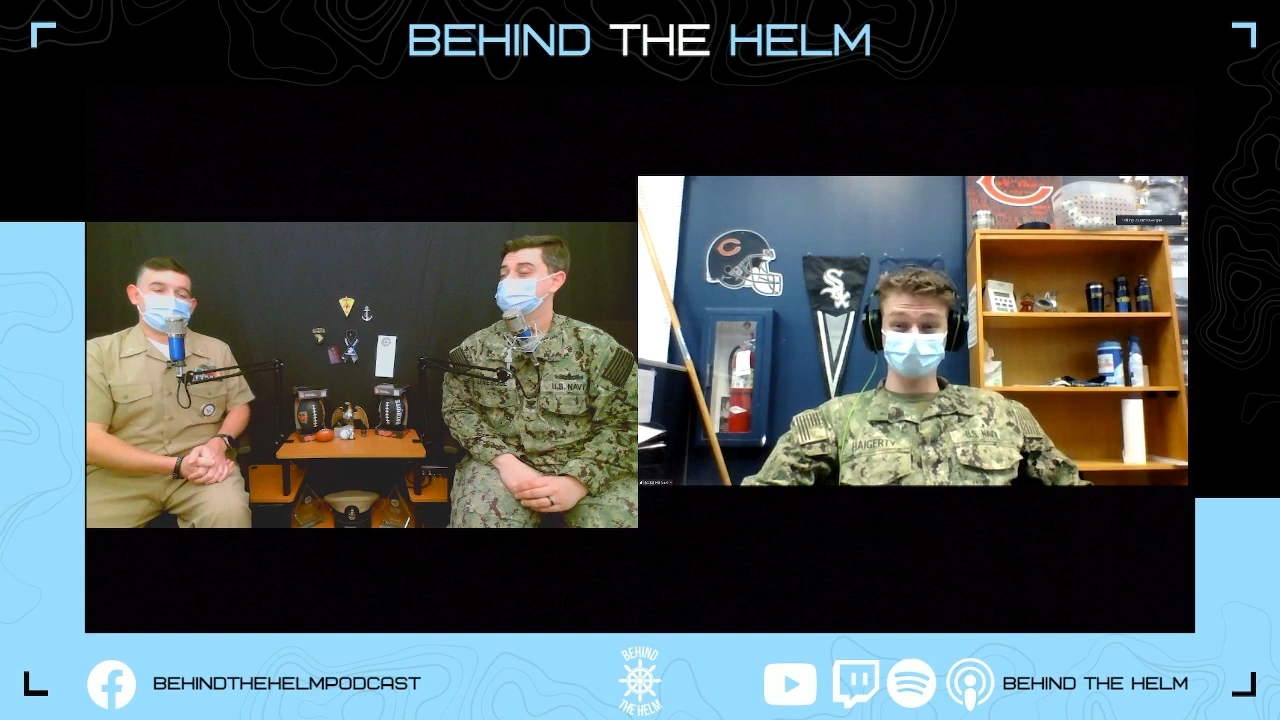 BEHIND THE HELM
U.S. NAVY
HAIGERTY
U.S. NAVY
BEHINDTHEHELMPODCAST
BEHIND
THE HELM
BEHIND THE HELM